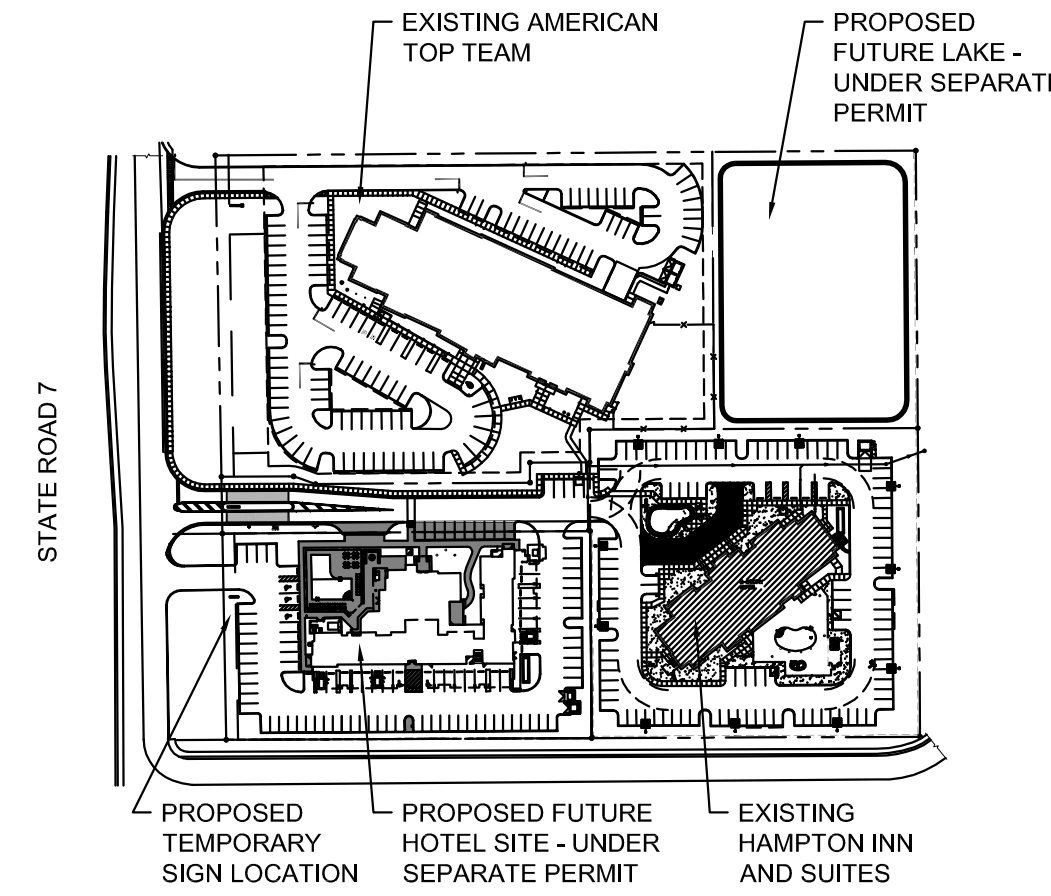 EXISTING AMERICAN
TOP TEAM
PROPOSED
FUTURE LAKE -
UNDER SEPARATE
PERMIT
STATE ROAD 7
PROPOSED
TEMPORARY
SIGN LOCATION
PROPOSED FUTURE
HOTEL SITE - UNDER
SEPARATE PERMIT
EXISTING
HAMPTON INN
AND SUITES